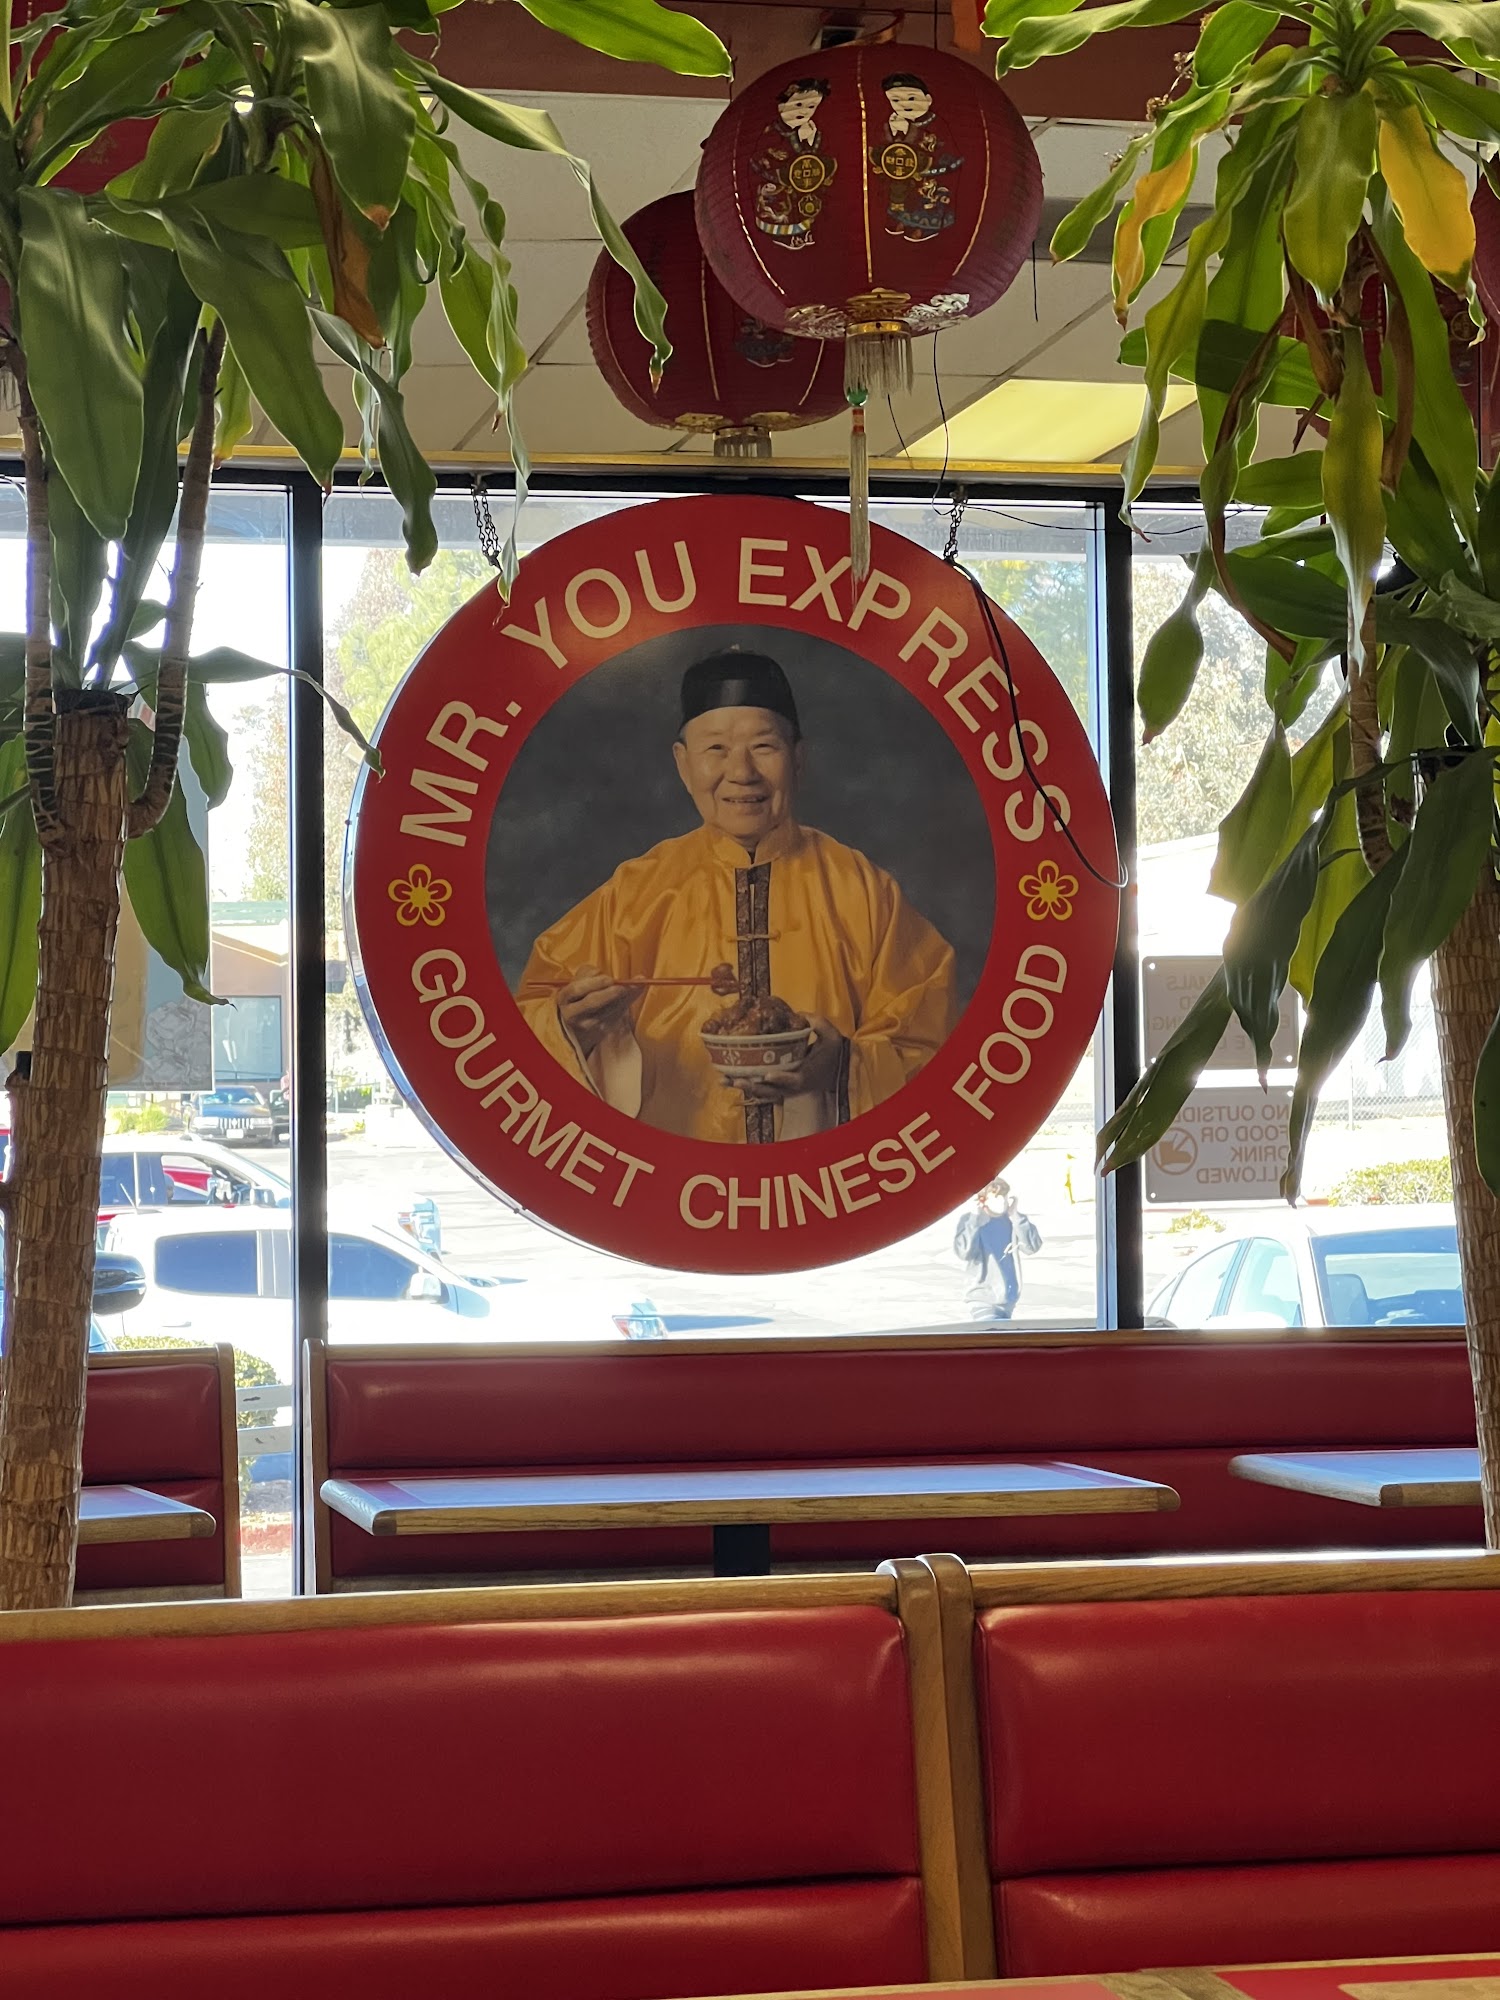 MR. YOU EXPRESS
GOURMET CHINESE FOOD
NO OUTSIDE
FOOD OR
DRINK
ALLOWED